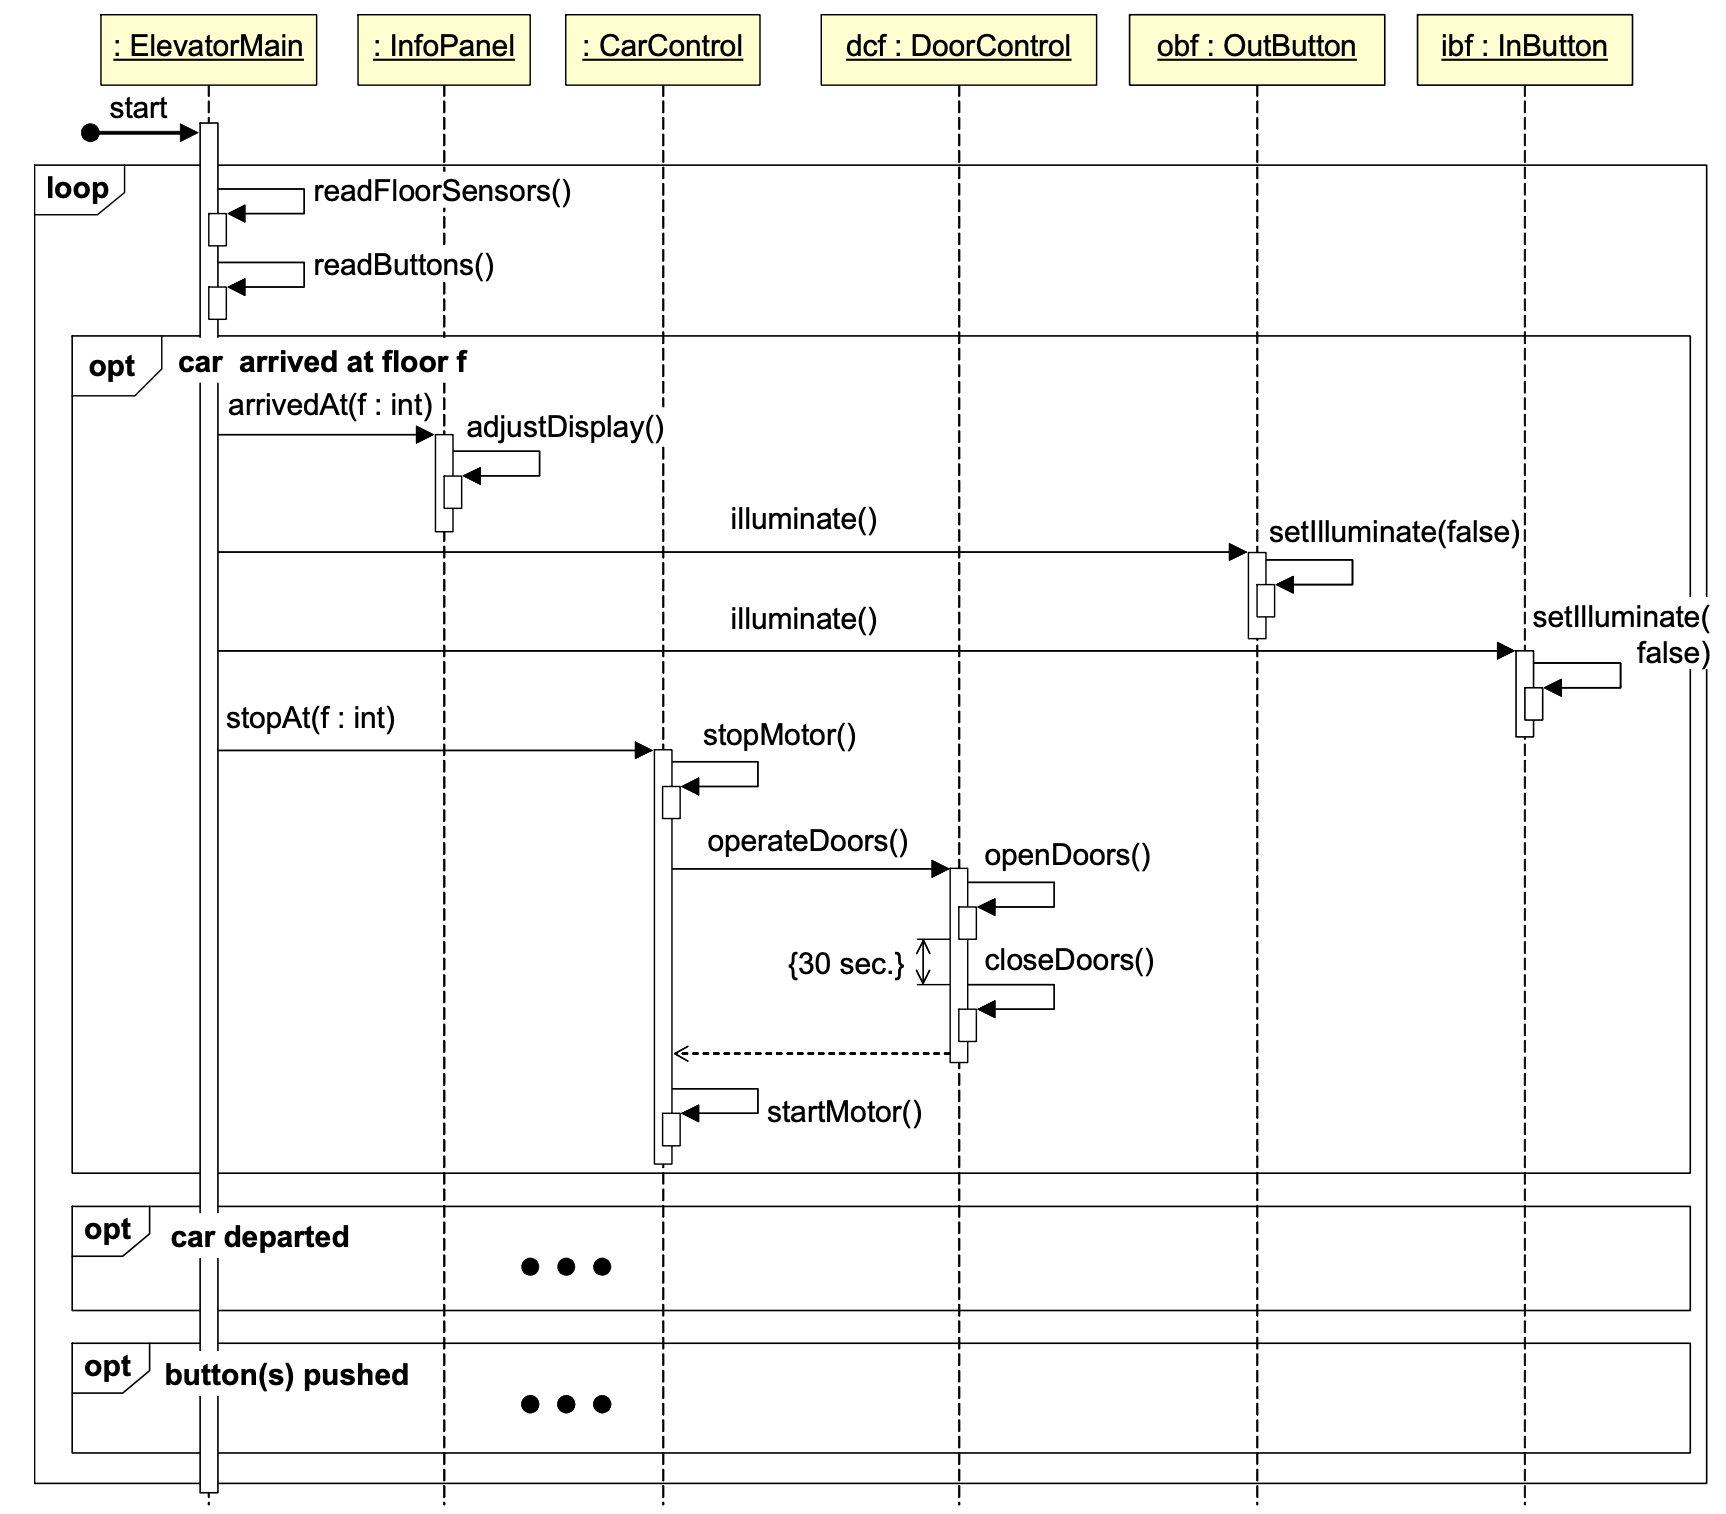 : ElevatorMain
: InfoPanel
: CarControl
dcf : DoorControl
obf : OutButton
ibf : InButton
start
loop
readFloorSensors()
readButtons()
opt
car  arrived at floor f
arrivedAt(f : int)
adjustDisplay()
illuminate()
setIlluminate(false)
illuminate()
setIlluminate(
false)
stopAt(f : int)
stopMotor()
operateDoors()
openDoors()
{30 sec.}
closeDoors()
startMotor()
opt
car departed
opt
button(s) pushed